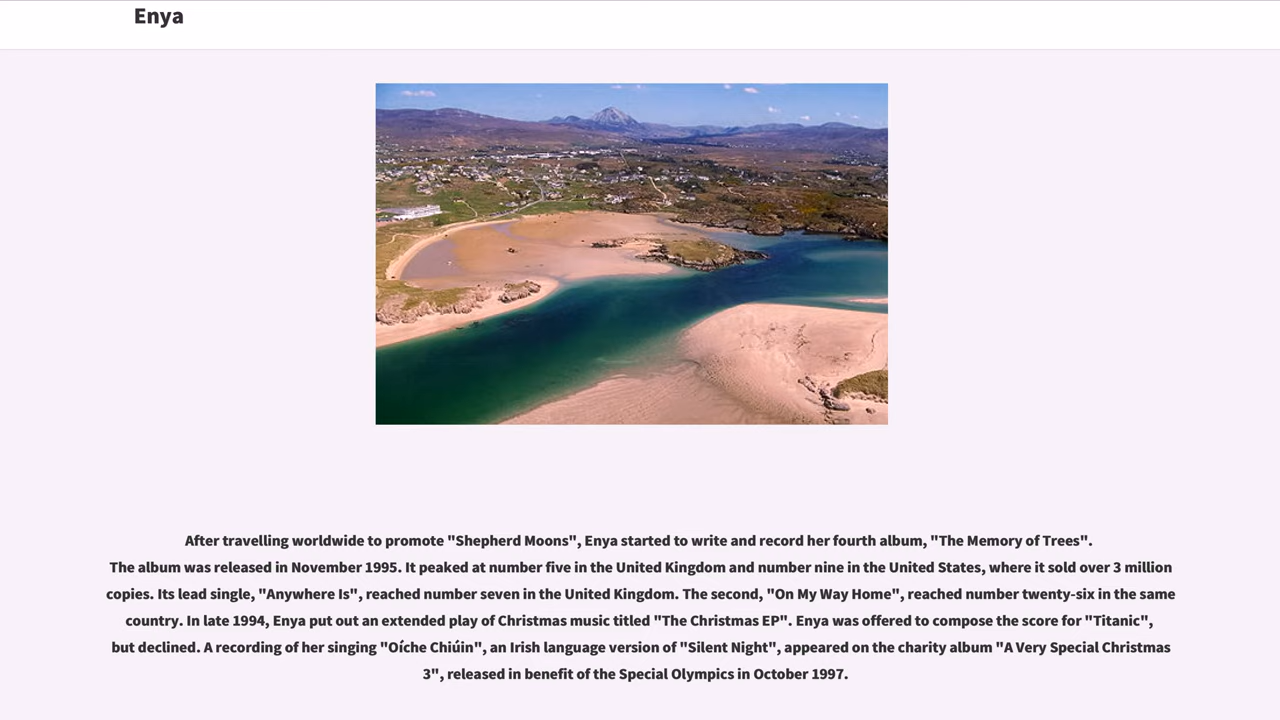 Enya
After travelling worldwide to promote "Shepherd Moons", Enya started to write and record her fourth album, "The Memory of Trees".
The album was released in November 1995. It peaked at number five in the United Kingdom and number nine in the United States, where it sold over 3 million
copies. Its lead single, "Anywhere Is", reached number seven in the United Kingdom. The second, "On My Way Home", reached number twenty-six in the same
country. In late 1994, Enya put out an extended play of Christmas music titled "The Christmas EP". Enya was offered to compose the score for "Titanic",
but declined. A recording of her singing "Oíche Chiúin", an Irish language version of "Silent Night", appeared on the charity album "A Very Special Christmas
3", released in benefit of the Special Olympics in October 1997.